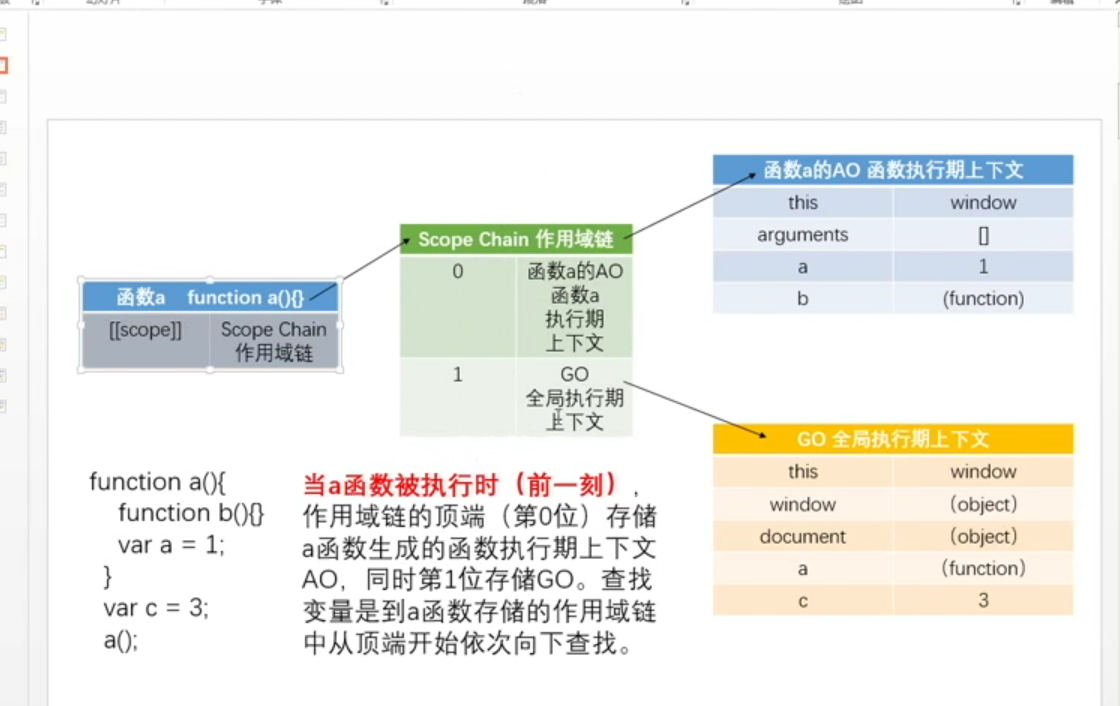 函数a的AO 函数执行期上下文
this window
arguments []
a 1
b (function)
Scope Chain 作用域链
0 函数a的AO
函数a
执行期
上下文
1 GO
全局执行期
上下文
函数a function a(){}
[[scope]] Scope Chain
作用域链
GO 全局执行期上下文
this window
window （object）
document （object）
a （function）
c 3
function a(){
function b(){}
var a = 1;
}
var c = 3;
a();
当a函数被执行时（前一刻），
作用域链的顶端（第0位）存储
a函数生成的函数执行期上下文
AO，同时第1位存储GO。查找
变量是到a函数存储的作用域链
中从顶端开始依次向下查找。